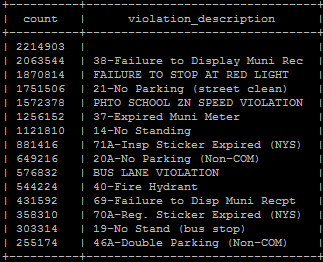 count violation_description
2214903
2063544 38-Failure to Display Muni Rec
1870814 FAILURE TO STOP AT RED LIGHT
1751506 21-No Parking (street clean)
1572378 PHTO SCHOOL ZN SPEED VIOLATION
1256152 37-Expired Muni Meter
1121810 14-No Standing
881416 71A-Insp Sticker Expired (NYS)
649216 20A-No Parking (Non-COM)
576832 BUS LANE VIOLATION
544224 40-Fire Hydrant
431592 69-Failure to Disp Muni Recpt
358310 70A-Reg. Sticker Expired (NYS)
303314 19-No Stand (bus stop)
255174 46A-Double Parking (Non-COM)